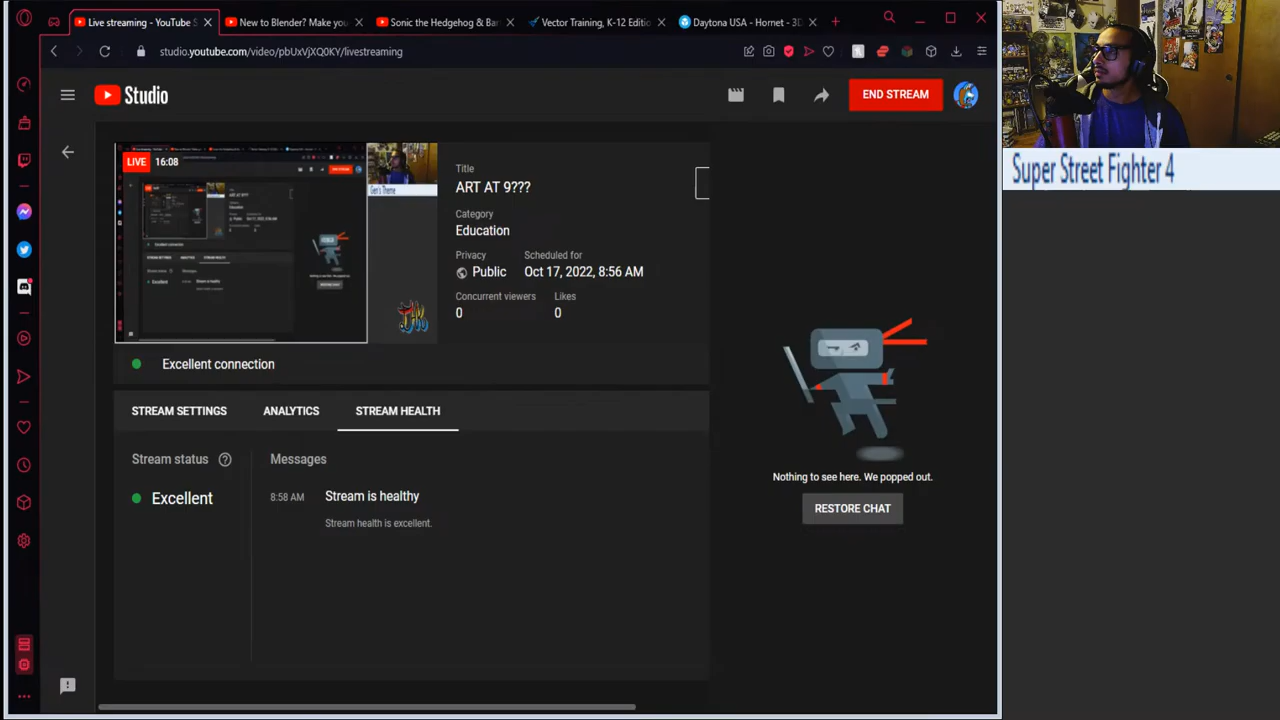 Live streaming - YouTube S
New to Blender? Make you
Sonic the Hedgehog & Ba
Vector Training, K-12 Editio
Daytona USA - Hornet - 3D
studio.youtube.com/video/pbUxVjXQ0KY/livestreaming
Studio
END STREAM
LIVE 16:08
Gen's Theme
Title
ART AT 9???
Category
Education
Privacy Scheduled for
Public Oct 17, 2022, 8:56 AM
Concurrent viewers Likes
0 0
Excellent connection
STREAM SETTINGS ANALYTICS STREAM HEALTH
Stream status Messages
Excellent 8:58 AM Stream is healthy
Stream health is excellent.
Nothing to see here. We popped out.
RESTORE CHAT
Super Street Fighter 4